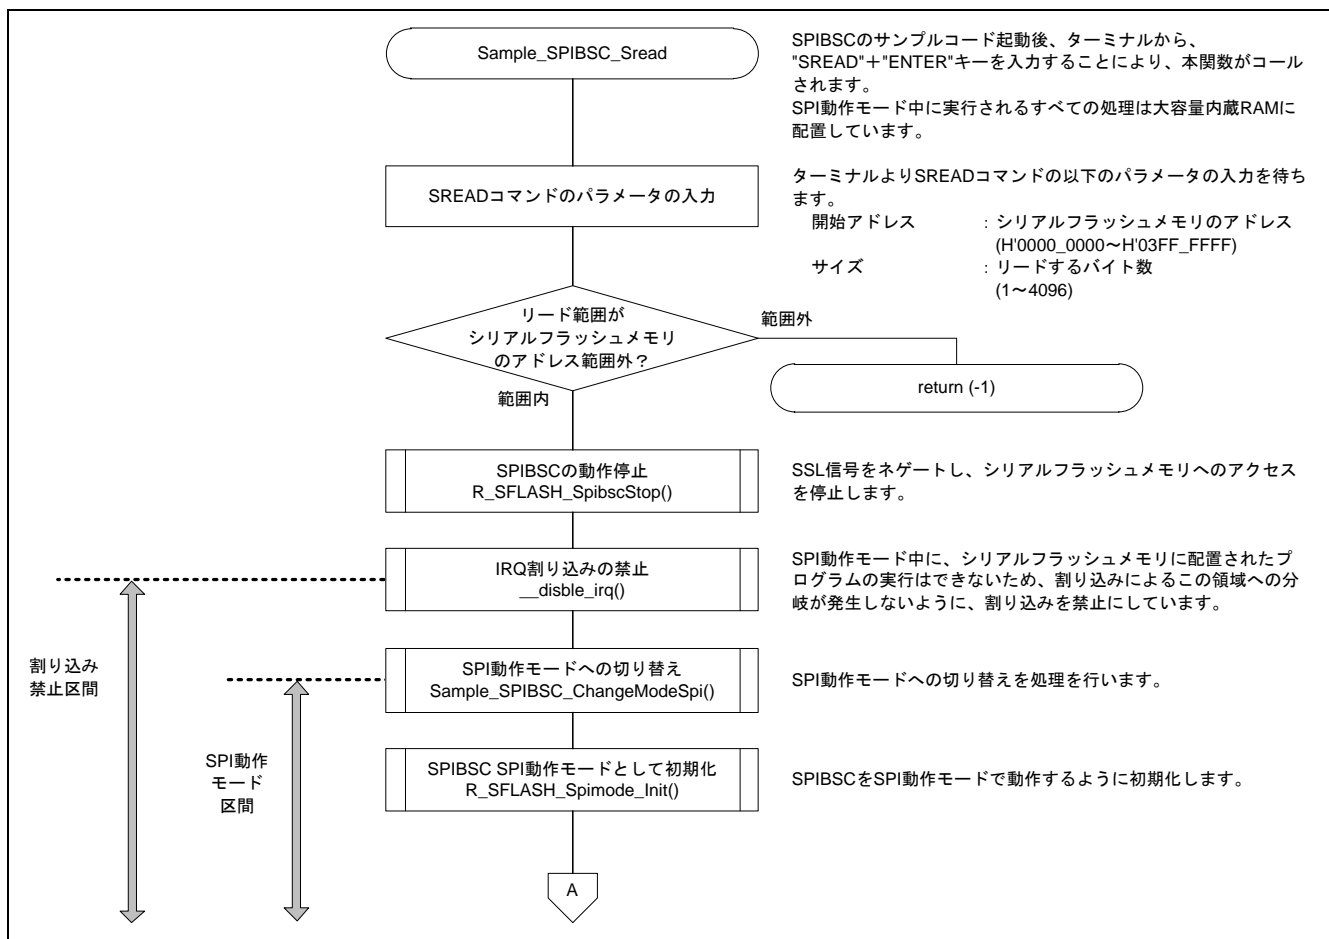 Sample_SPIBSC_Sread
SPIBSCのサンプルコード起動後、ターミナルから、
"SREAD"＋"ENTER"キーを入力することにより、本関数がコール
されます。
SPI動作モード中に実行されるすべての処理は大容量内蔵RAMに
配置しています。
SREADコマンドのパラメータの入力
ターミナルよりSREADコマンドの以下のパラメータの入力を待ち
ます。
開始アドレス : シリアルフラッシュメモリのアドレス
(H'0000_0000～H'03FF_FFFF)
サイズ : リードするバイト数
(1～4096)
リード範囲が
シリアルフラッシュメモリ
のアドレス範囲外？
範囲外
return (-1)
範囲内
SPIBSCの動作停止
R_SFLASH_SpibscStop()
SSL信号をネゲートし、シリアルフラッシュメモリへのアクセス
を停止します。
IRQ割り込みの禁止
__disble_irq()
SPI動作モード中に、シリアルフラッシュメモリに配置されたプ
ログラムの実行はできないため、割り込みによるこの領域への分
岐が発生しないように、割り込みを禁止にしています。
割り込み
禁止区間
SPI動作モードへの切り替え
Sample_SPIBSC_ChangeModeSpi()
SPI動作モードへの切り替えを処理を行います。
SPI動作
モード
区間
SPIBSC SPI動作モードとして初期化
R_SFLASH_Spimode_Init()
SPIBSCをSPI動作モードで動作するように初期化します。
A